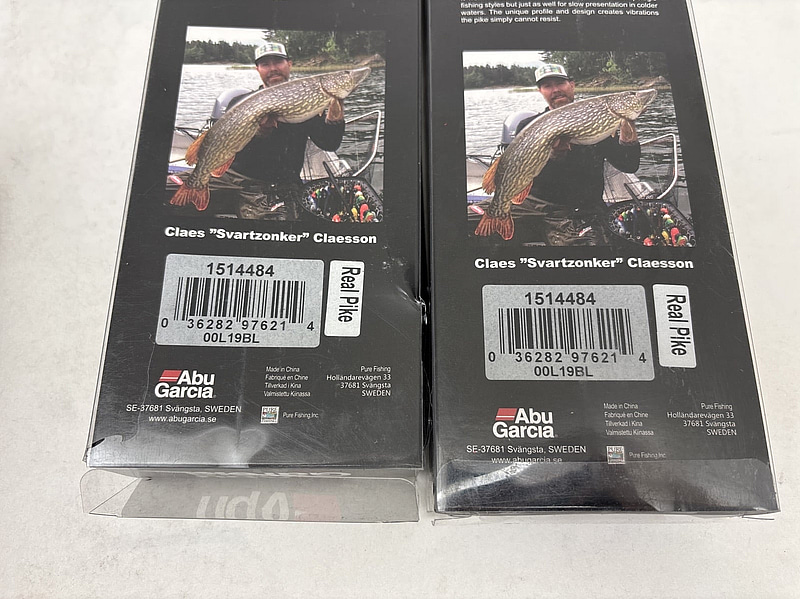 Claes ”Svartzonker” Claesson
1514484
0 36282 97621 4
00L19BL
Real Pike
Abu
Garcia
SE-37681 Svängsta, SWEDEN
www.abugarcia.se
Made in China
Fabriqué en Chine
Tillverkad i Kina
Valmistettu Kiinassa
Pure Fishing
Holländarevägen 33
37681 Svängsta
SWEDEN
Pure Fishing,Inc.
Abu
fishing styles but just as well for slow presentation in colder
waters. The unique profile and design creates vibrations
the pike simply cannot resist.
Claes ”Svartzonker” Claesson
1514484
0 36282 97621 4
00L19BL
Real Pike
Abu
Garcia
SE-37681 Svängsta, SWEDEN
www.abugarcia.se
Made in China
Fabriqué en Chine
Tillverkad i Kina
Valmistettu Kiinassa
Pure Fishing
Holländarevägen 33
37681 Svängsta
SWEDEN
Pure Fishing,Inc.